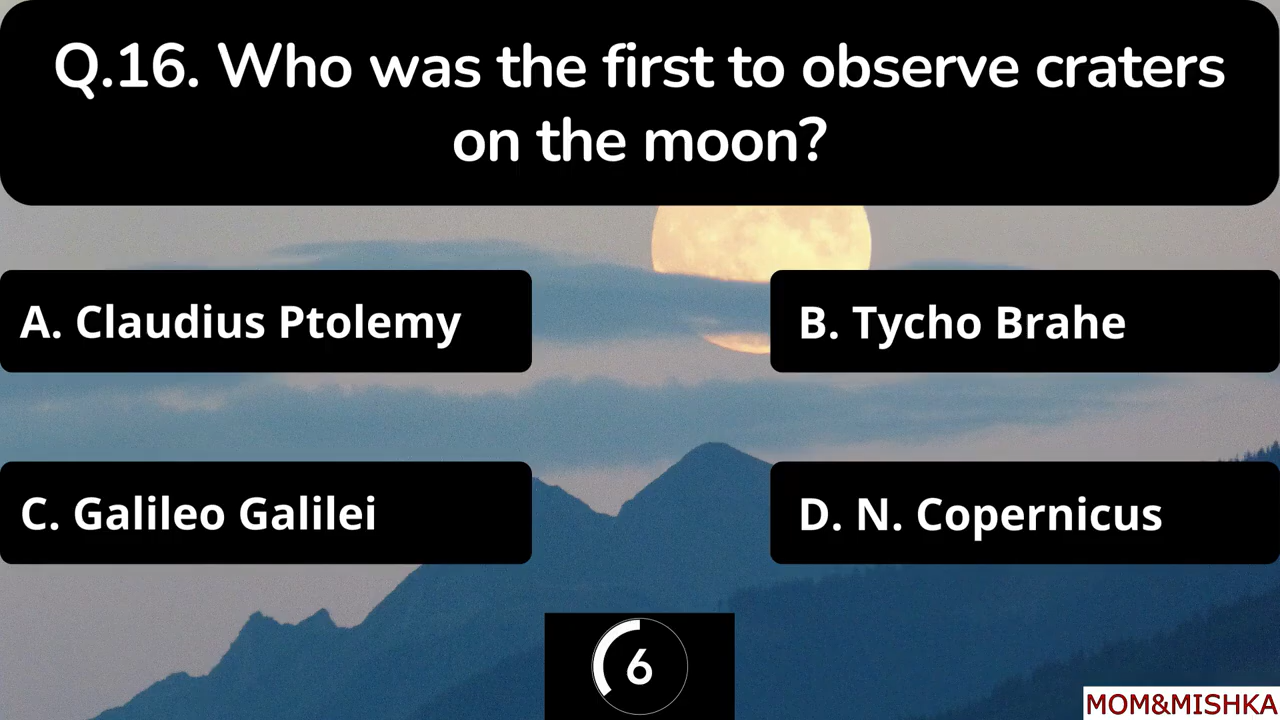 Q.16. Who was the first to observe craters
on the moon?
A. Claudius Ptolemy
B. Tycho Brahe
C. Galileo Galilei
D. N. Copernicus
6
MOM&MISHKA